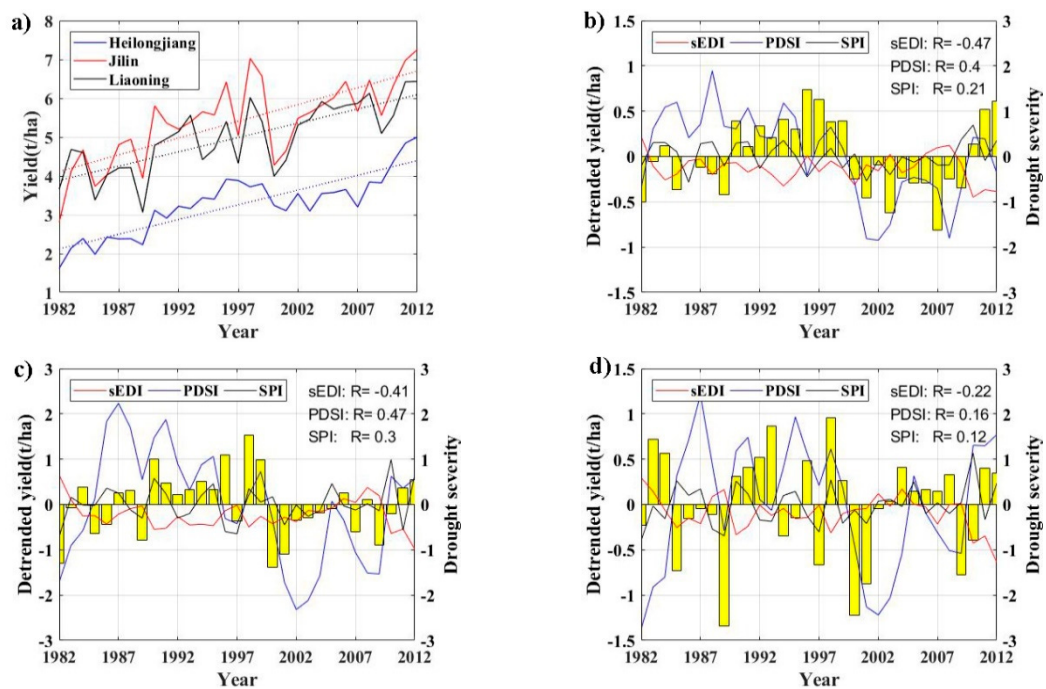 a)
8
7
6
5
4
3
2
1
Yield(t/ha)
Heilongjiang
Jilin
Liaoning
1982 1987 1992 1997 2002 2007 2012
Year
b)
1.5
1
0.5
0
-0.5
-1
-1.5
Detrended yield(t/ha)
sEDI PDSI SPI
sEDI: R= -0.47
PDSI: R= 0.4
SPI: R= 0.21
3
2
1
0
-1
-2
-3
Drought severity
1982 1987 1992 1997 2002 2007 2012
Year
c)
3
2
1
0
-1
-2
-3
Detrended yield(t/ha)
sEDI PDSI SPI
sEDI: R= -0.41
PDSI: R= 0.47
SPI: R= 0.3
3
2
1
0
-1
-2
-3
Drought severity
1982 1987 1992 1997 2002 2007 2012
Year
d)
1.5
1
0.5
0
-0.5
-1
-1.5
Detrended yield(t/ha)
sEDI PDSI SPI
sEDI: R= -0.22
PDSI: R= 0.16
SPI: R= 0.12
3
2
1
0
-1
-2
-3
Drought severity
1982 1987 1992 1997 2002 2007 2012
Year